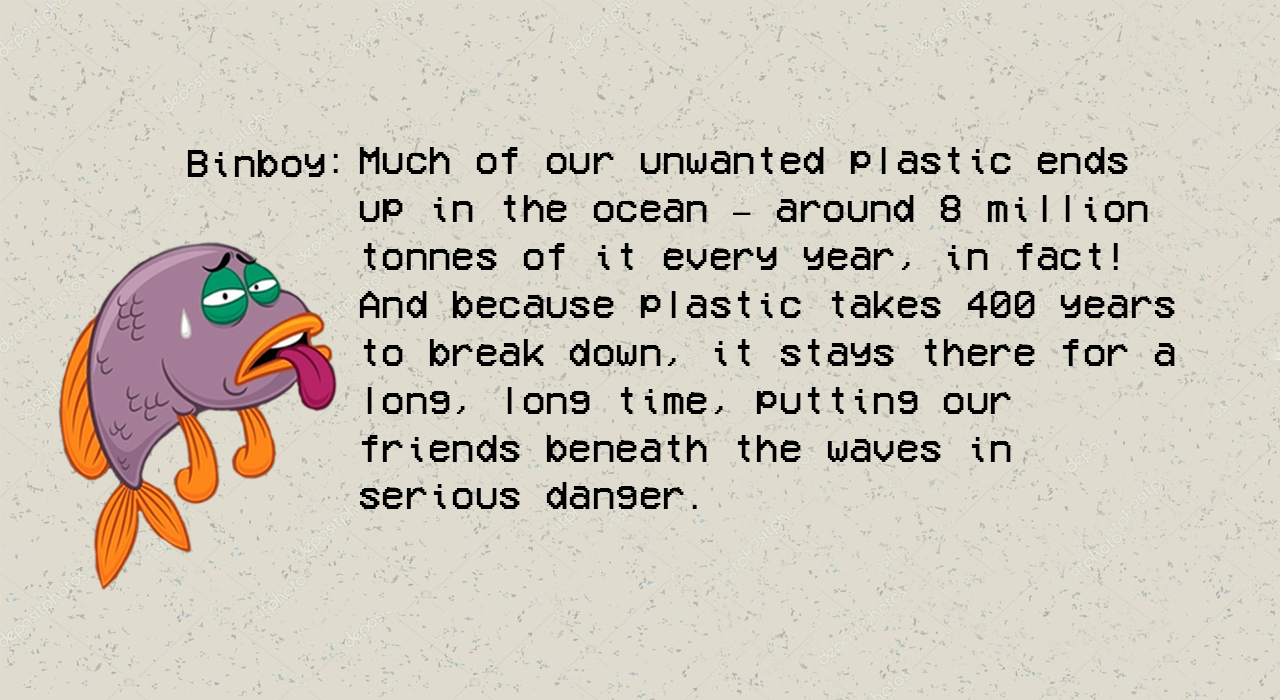 Binboy: Much of our unwanted plastic ends
up in the ocean – around 8 million
tonnes of it every year, in fact!
And because plastic takes 400 years
to break down, it stays there for a
long, long time, putting our
friends beneath the waves in
serious danger.